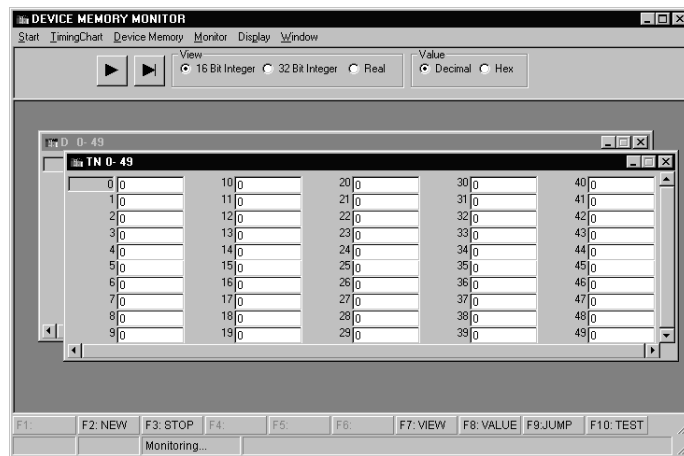 DEVICE MEMORY MONITOR
Start TimingChart Device Memory Monitor Display Window
View Value
16 Bit Integer 32 Bit Integer Real Decimal Hex
D 0- 49
TN 0- 49
0 0 10 0 20 0 30 0 40 0
1 0 11 0 21 0 31 0 41 0
2 0 12 0 22 0 32 0 42 0
3 0 13 0 23 0 33 0 43 0
4 0 14 0 24 0 34 0 44 0
5 0 15 0 25 0 35 0 45 0
6 0 16 0 26 0 36 0 46 0
7 0 17 0 27 0 37 0 47 0
8 0 18 0 28 0 38 0 48 0
9 0 19 0 29 0 39 0 49 0
F1: F2: NEW F3: STOP F4: F5: F6: F7: VIEW F8: VALUE F9:JUMP F10: TEST
Monitoring...